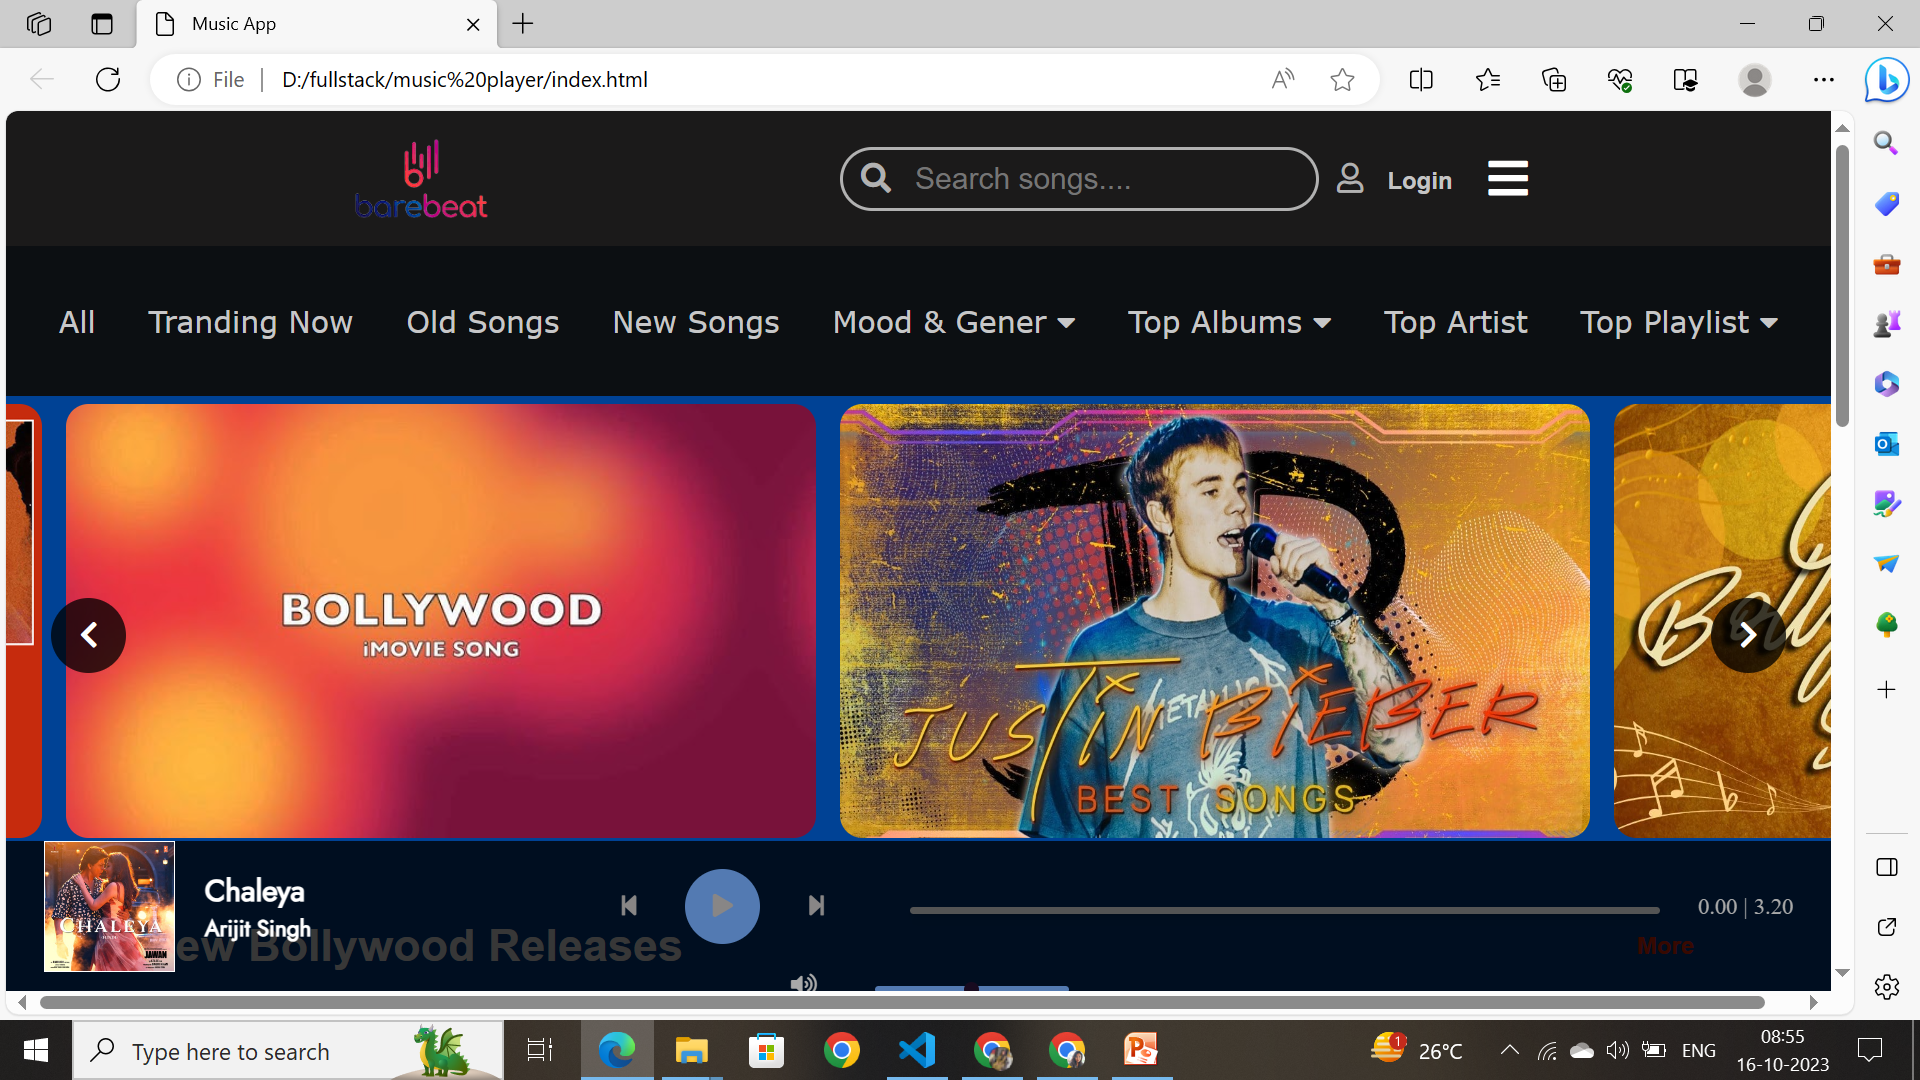 Music App
File
D:/fullstack/music%20player/index.html
barebeat
Search songs....
Login
All
Tranding Now
Old Songs
New Songs
Mood & Gener
Top Albums
Top Artist
Top Playlist
BOLLYWOOD
iMOVIE SONG
METALLICA
JUSTIN BIEBER
BEST SONGS
CHALEYA
JAWAN
Chaleya
Arijit Singh
0.00 | 3.20
ew Bollywood Releases
More
Type here to search
1
26°C
ENG
08:55
16-10-2023